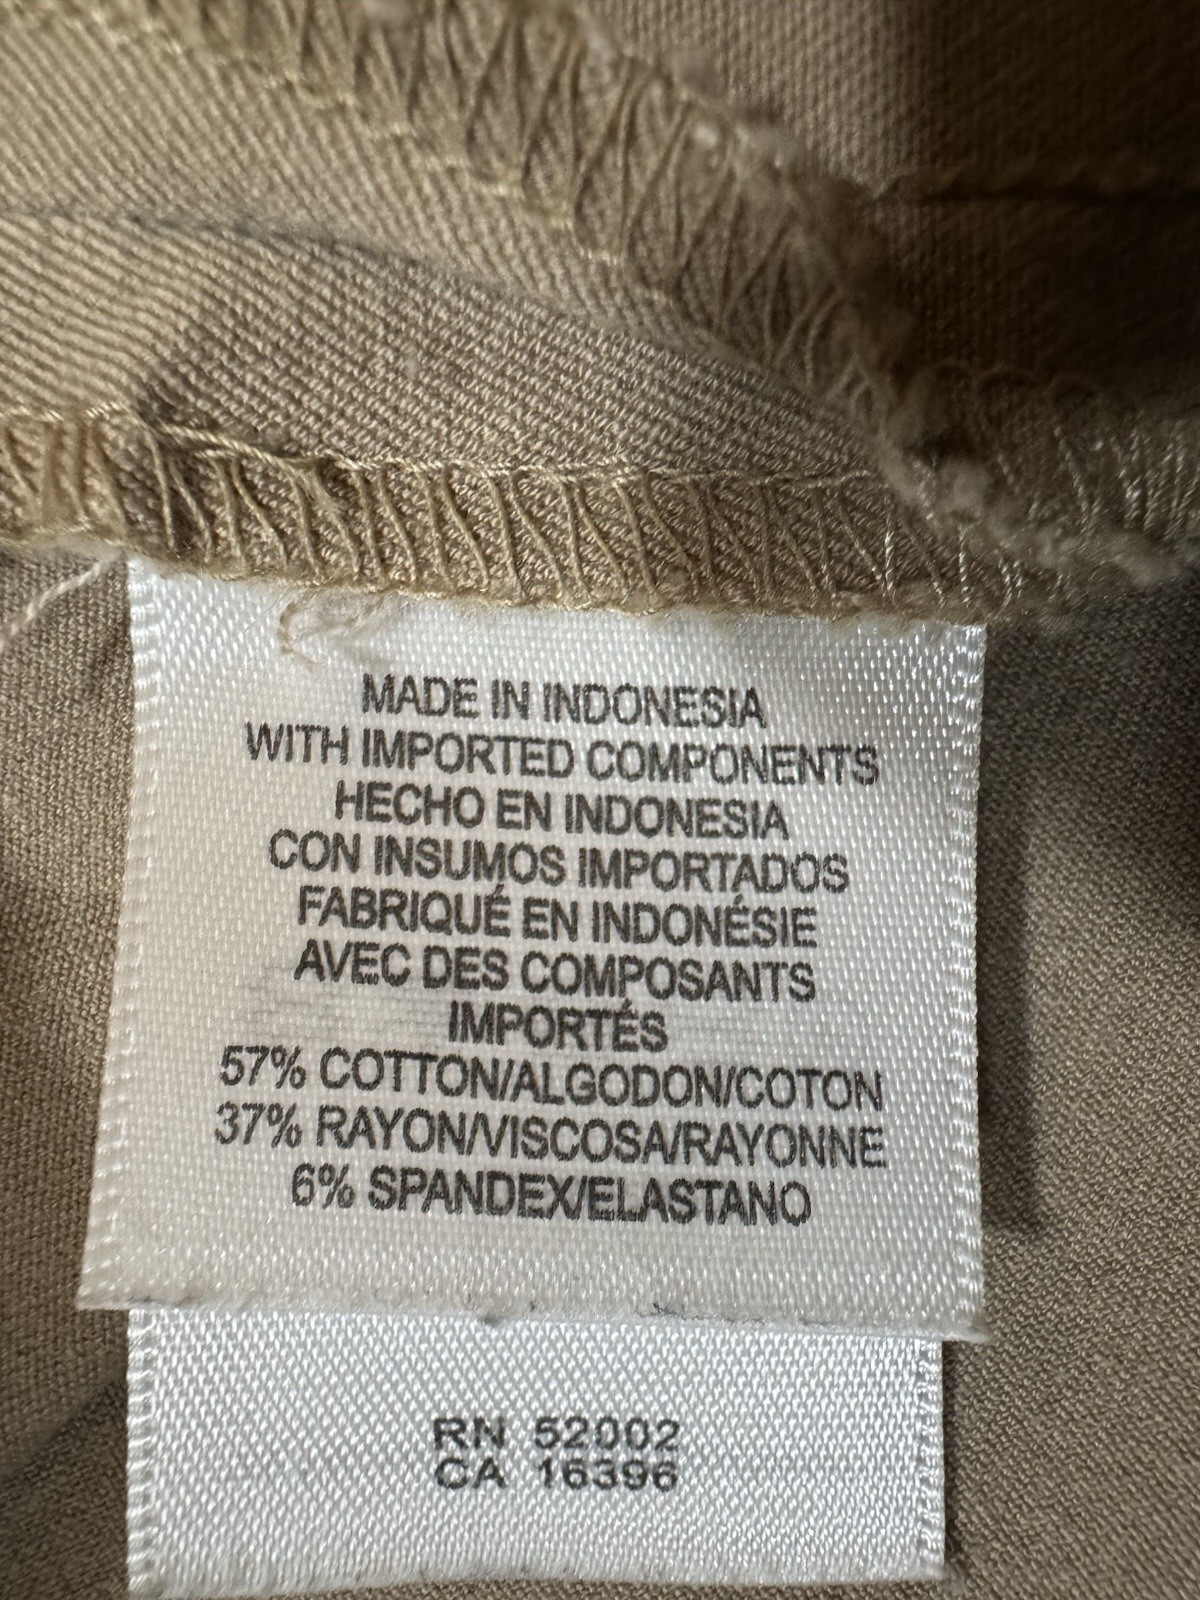 MADE IN INDONESIA
WITH IMPORTED COMPONENTS
HECHO EN INDONESIA
CON INSUMOS IMPORTADOS
FABRIQUÉ EN INDONÉSIE
AVEC DES COMPOSANTS
IMPORTÉS
57% COTTON/ALGODON/COTON
37% RAYON/VISCOSA/RAYONNE
6% SPANDEX/ELASTANO
RN 52002
CA 16396